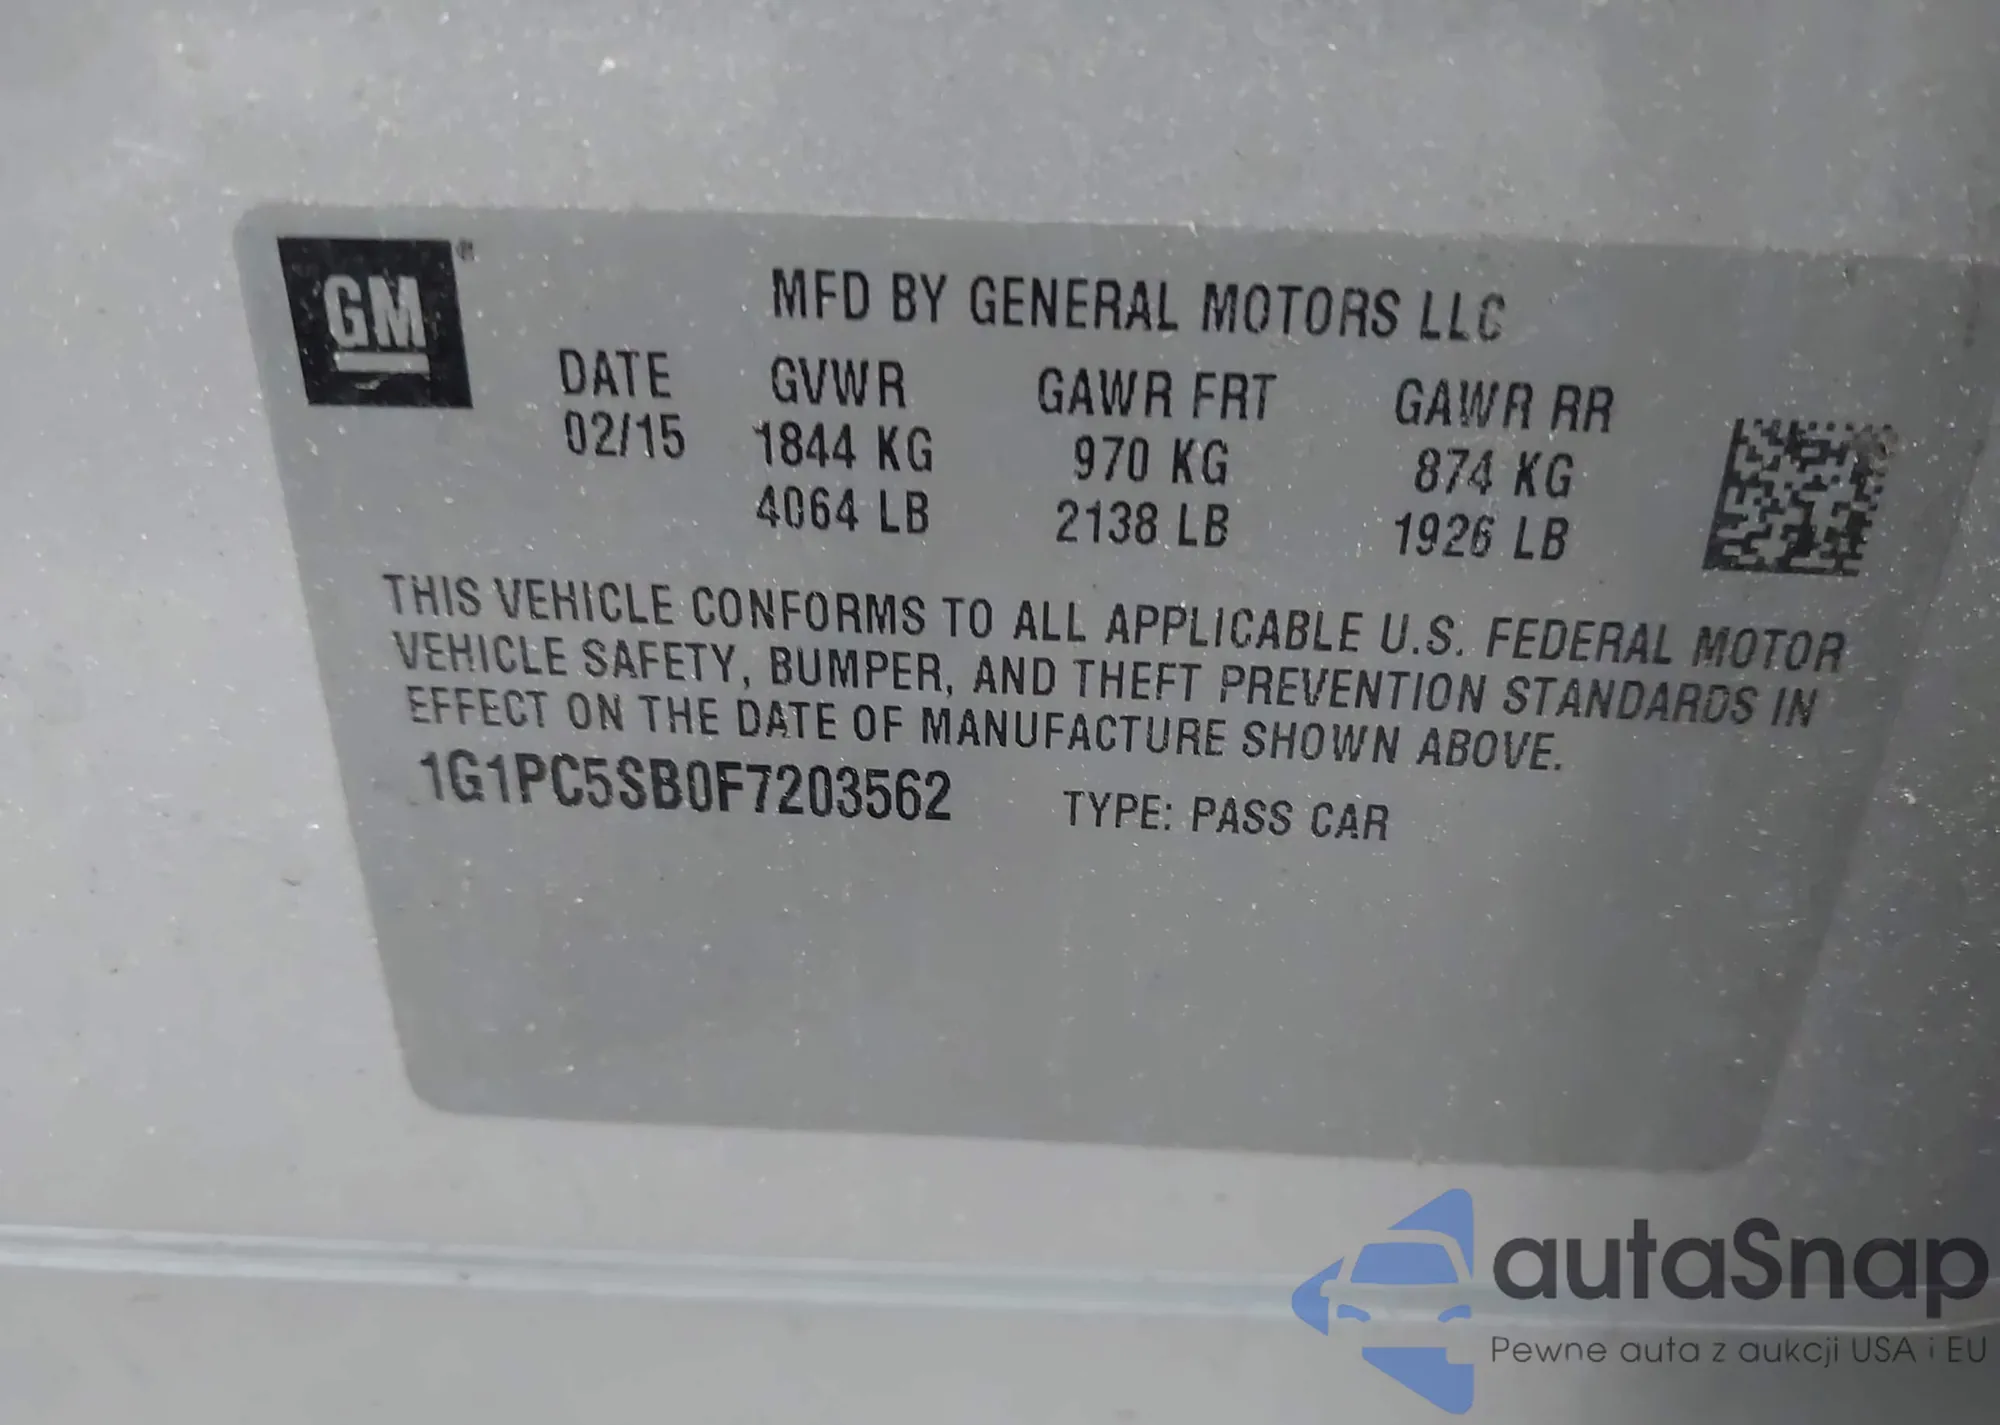 GM ®
MFD BY GENERAL MOTORS LLC
DATE GVWR GAWR FRT GAWR RR
02/15 1844 KG 970 KG 874 KG
4064 LB 2138 LB 1926 LB
THIS VEHICLE CONFORMS TO ALL APPLICABLE U.S. FEDERAL MOTOR
VEHICLE SAFETY, BUMPER, AND THEFT PREVENTION STANDARDS IN
EFFECT ON THE DATE OF MANUFACTURE SHOWN ABOVE.
1G1PC5SB0F7203562 TYPE: PASS CAR
autaSnap
Pewne auta z aukcji USA i EU